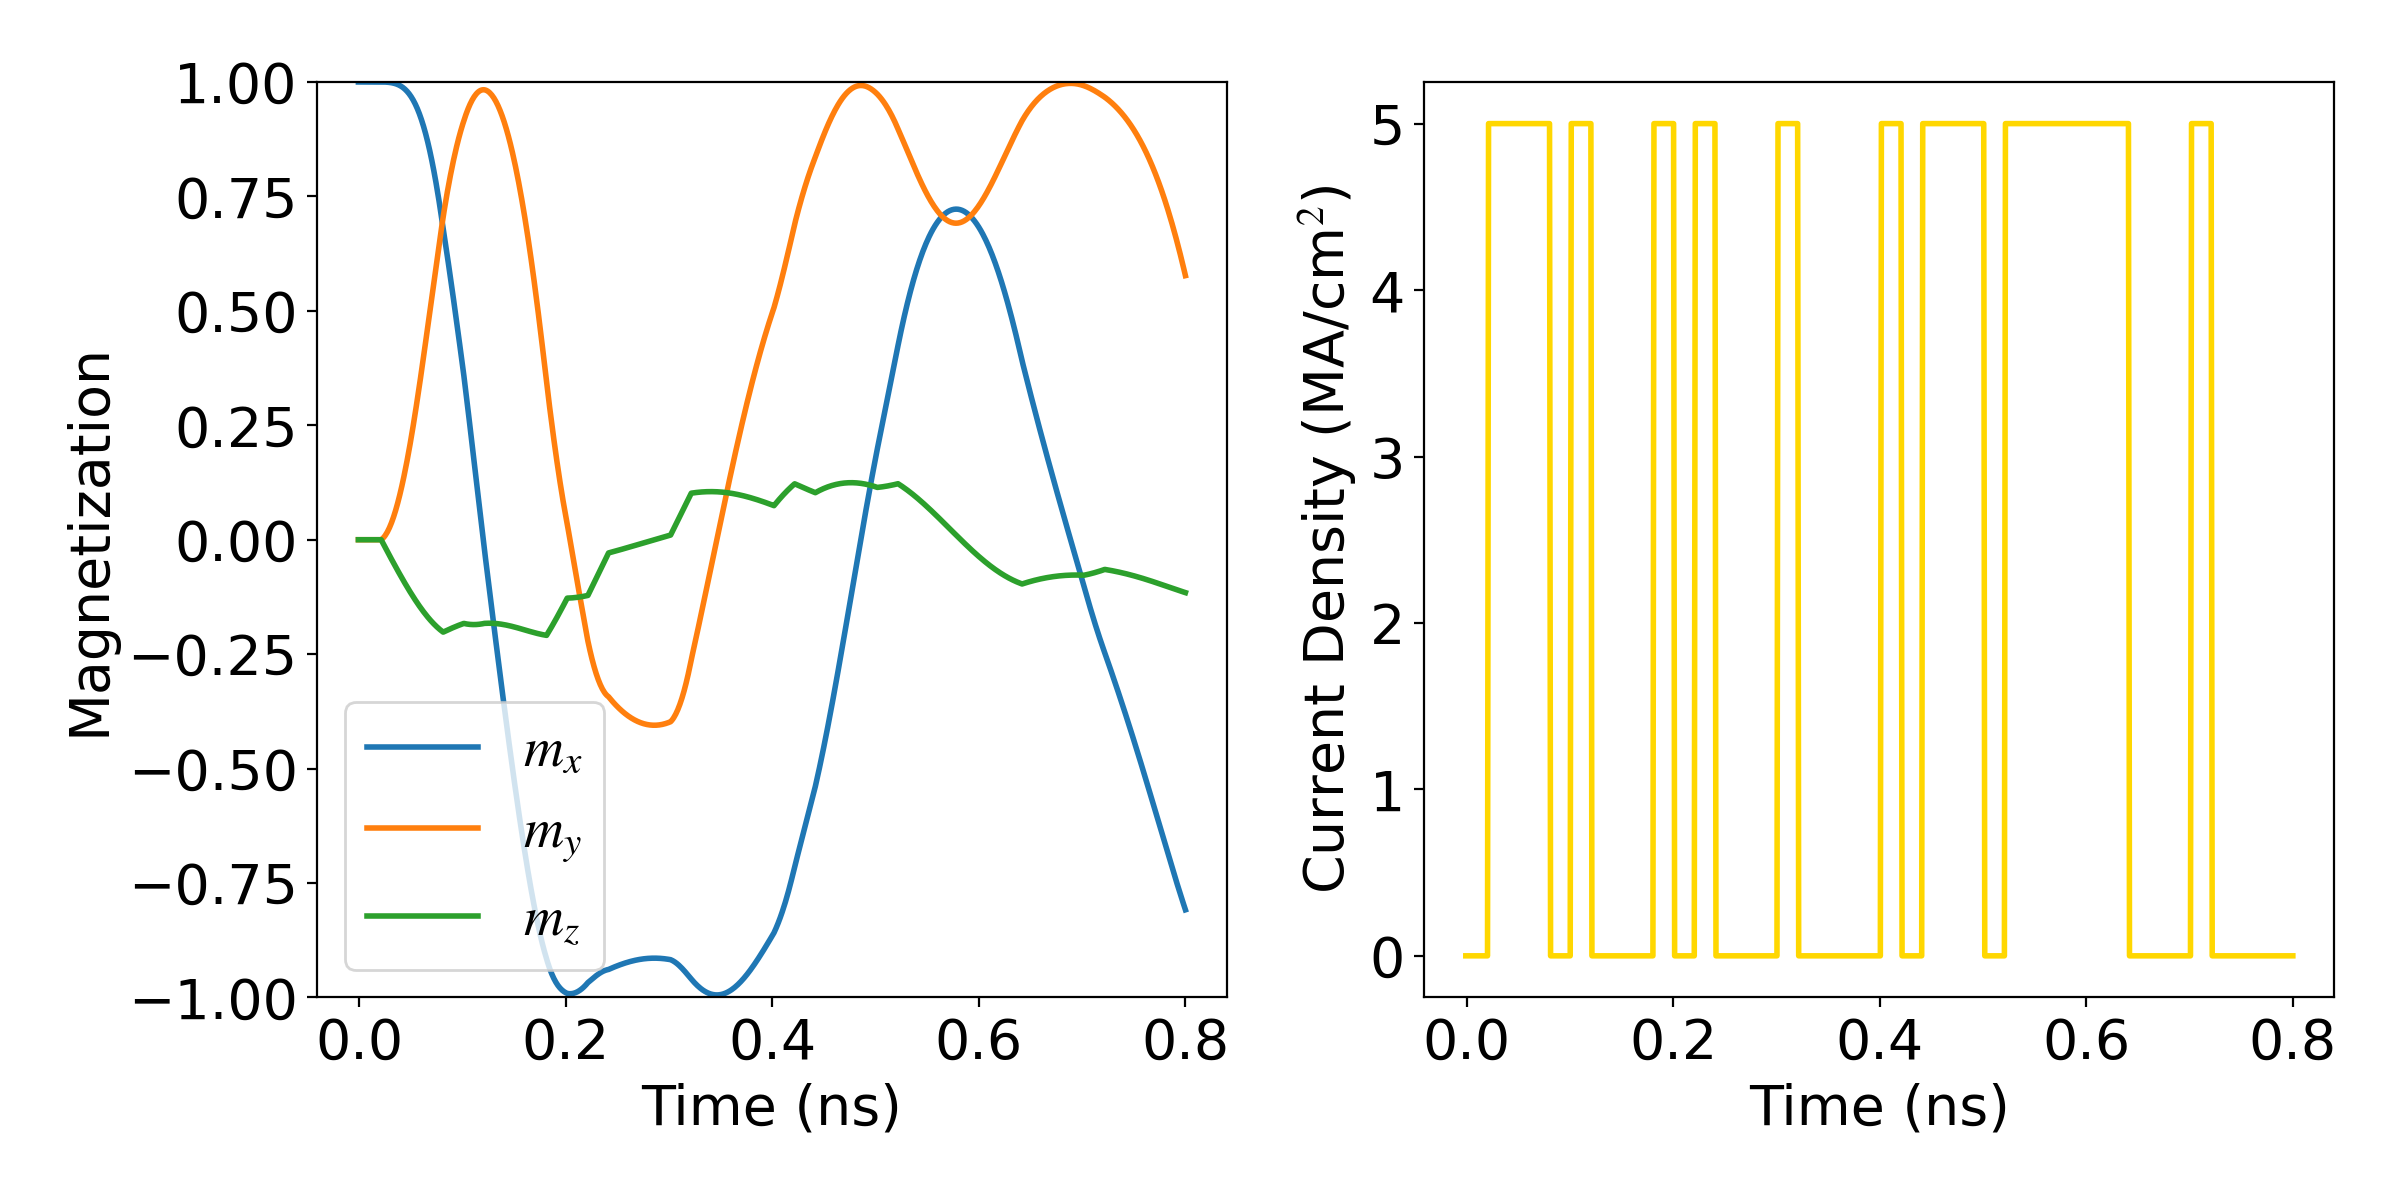 1.00
0.75
0.50
0.25
0.00
−0.25
−0.50
−0.75
−1.00
Magnetization
m_x
m_y
m_z
0.0 0.2 0.4 0.6 0.8
Time (ns)
5
4
3
2
1
0
Current Density (MA/cm²)
0.0 0.2 0.4 0.6 0.8
Time (ns)